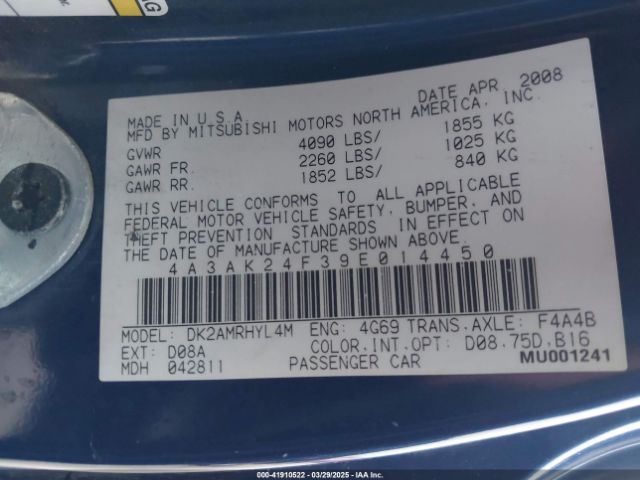 MADE IN U.S.A. DATE APR 2008
MFD BY MITSUBISHI MOTORS NORTH AMERICA, INC.
GVWR 4090 LBS/ 1855 KG
GAWR FR. 2260 LBS/ 1025 KG
GAWR RR. 1852 LBS/ 840 KG
THIS VEHICLE CONFORMS TO ALL APPLICABLE
FEDERAL MOTOR VEHICLE SAFETY, BUMPER, AND
THEFT PREVENTION STANDARDS IN EFFECT ON
THE DATE OF MANUFACTURE SHOWN ABOVE.
4A3AK24F39E014450
MODEL: DK2AMRHYL4M ENG: 4G69 TRANS.AXLE: F4A4B
EXT: D08A COLOR.INT.OPT: D08.75D.B16
MDH 042811 PASSENGER CAR MU001241
000-41910522 — 03/29/2025 — IAA Inc.